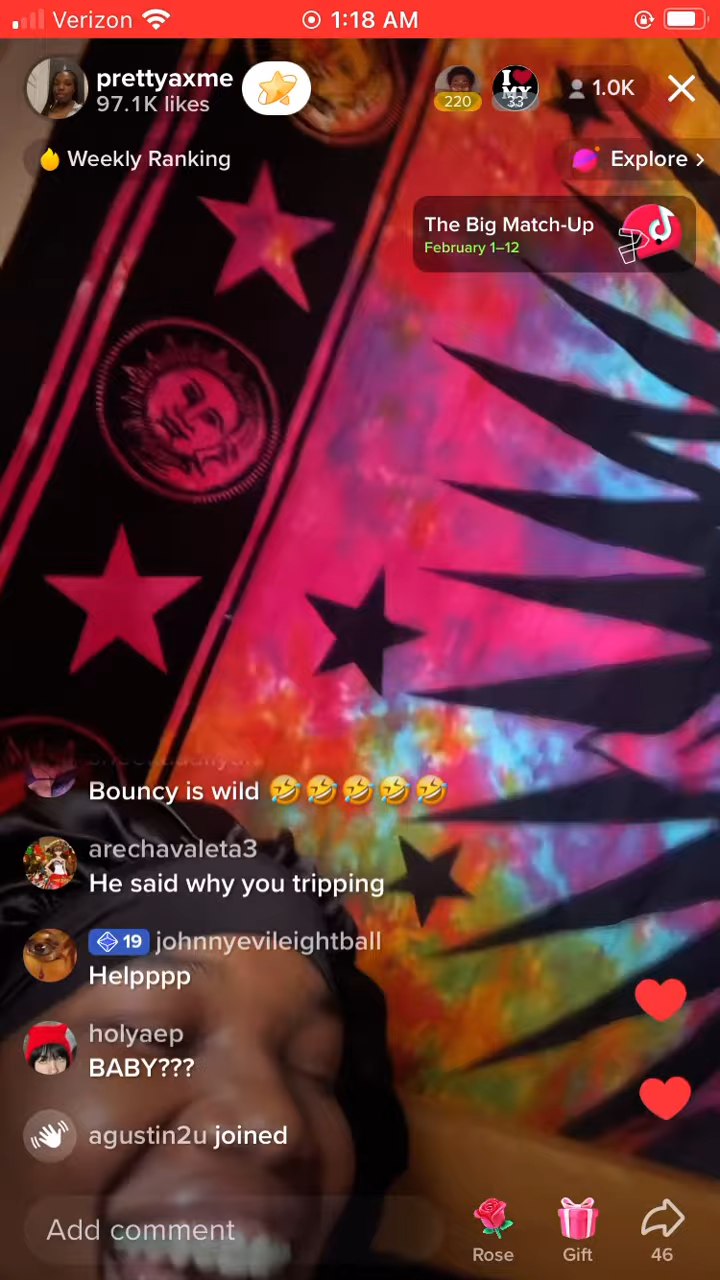 Verizon 1:18 AM
prettyaxme
97.1K likes
220
I ❤ MY
33
1.0K
Weekly Ranking
Explore >
The Big Match-Up
February 1–12
Bouncy is wild 🤣🤣🤣🤣🤣
arechavaleta3
He said why you tripping
19 johnnyevileightball
Helpppp
holyaep
BABY???
agustin2u joined
Add comment
Rose
Gift
46